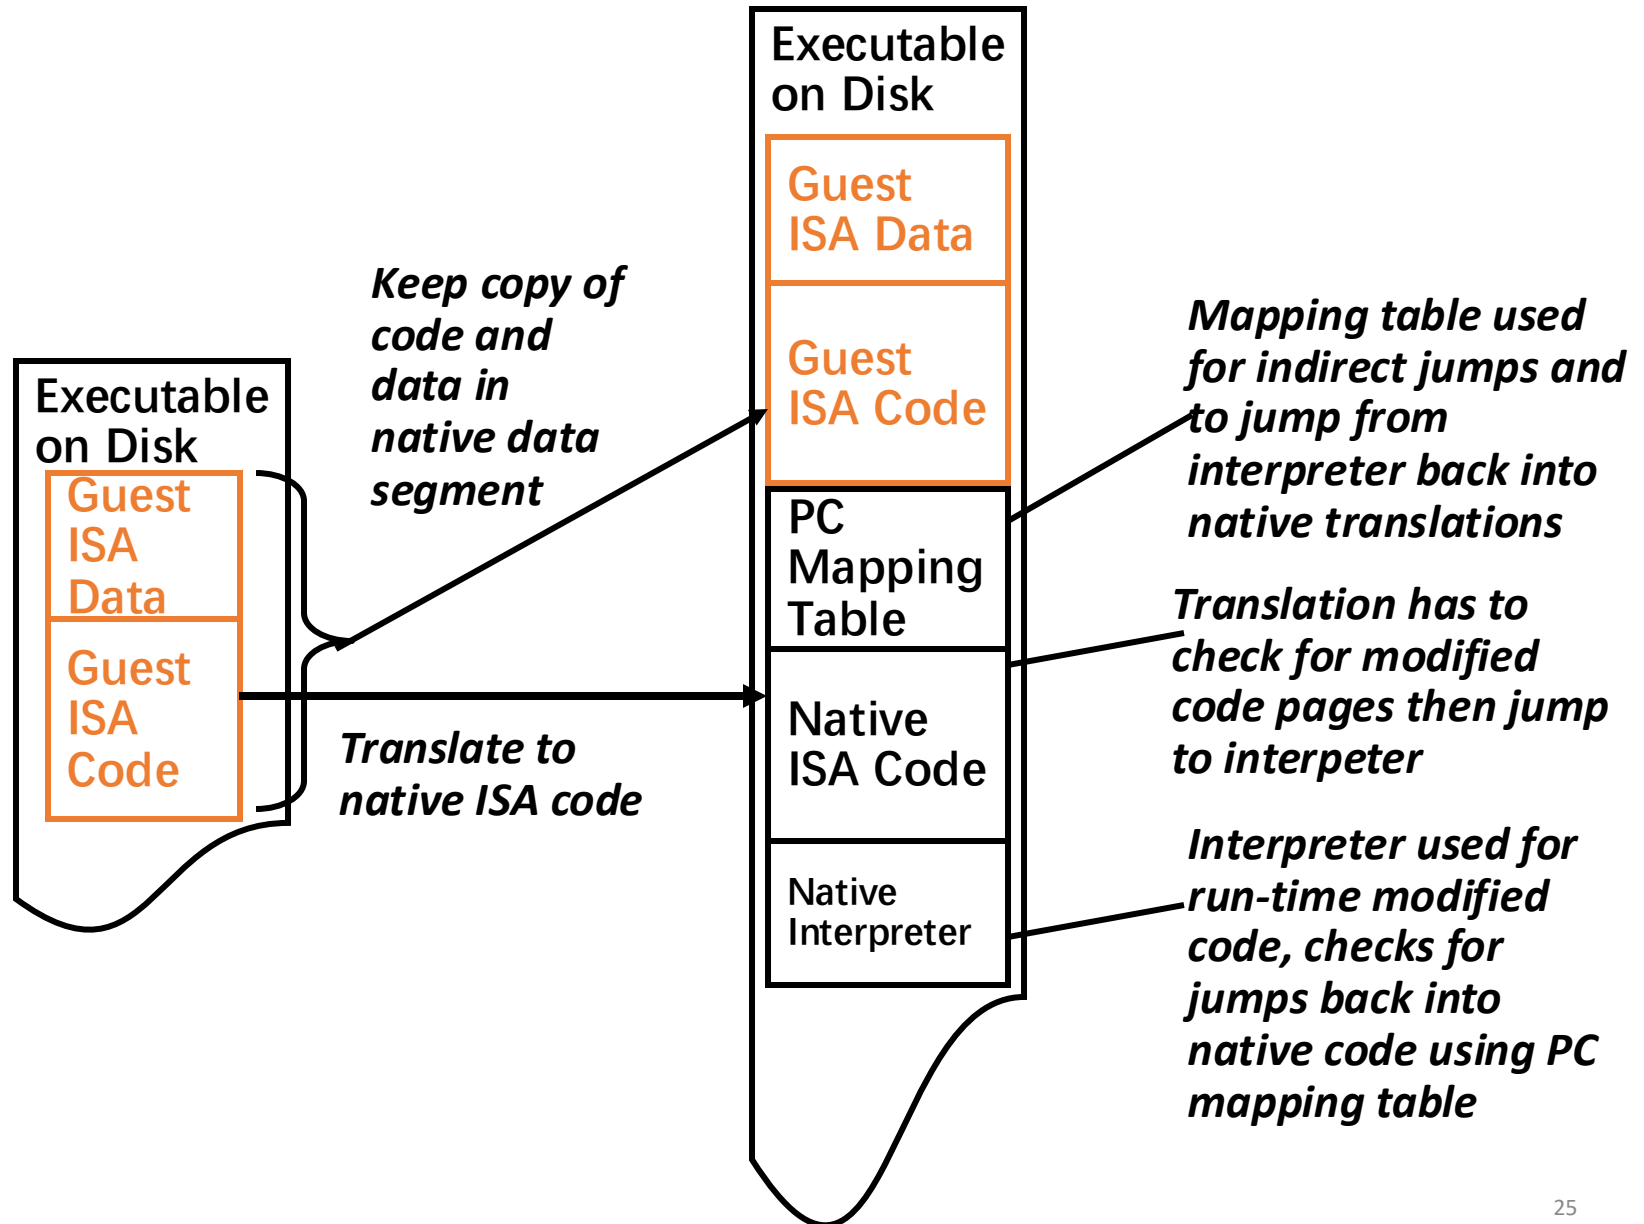 Executable
on Disk
Guest
ISA
Data
Guest
ISA
Code
Keep copy of
code and
data in
native data
segment
Translate to
native ISA code
Executable
on Disk
Guest
ISA Data
Guest
ISA Code
PC
Mapping
Table
Native
ISA Code
Native
Interpreter
Mapping table used
for indirect jumps and
to jump from
interpreter back into
native translations
Translation has to
check for modified
code pages then jump
to interpeter
Interpreter used for
run-time modified
code, checks for
jumps back into
native code using PC
mapping table
25